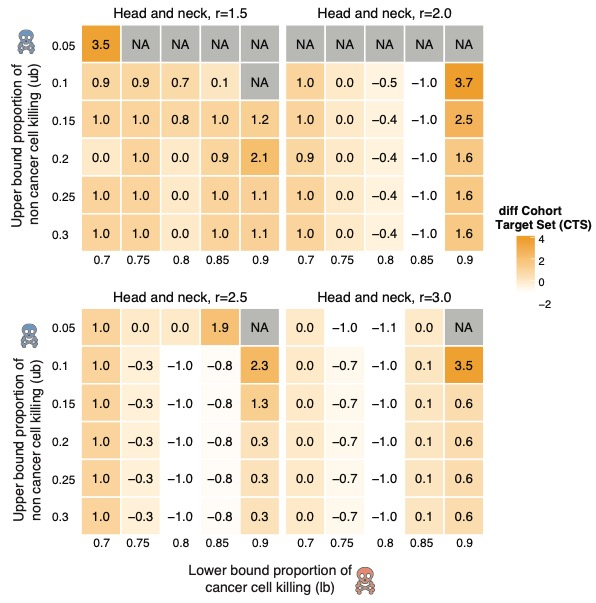 Head and neck, r=1.5 Head and neck, r=2.0
Upper bound proportion of
non cancer cell killing (ub)
0.05 3.5 NA NA NA NA NA NA NA NA NA
0.1 0.9 0.9 0.7 0.1 NA 1.0 0.0 −0.5 −1.0 3.7
0.15 1.0 1.0 0.8 1.0 1.2 1.0 0.0 −0.4 −1.0 2.5
0.2 0.0 1.0 0.0 0.9 2.1 0.9 0.0 −0.4 −1.0 1.6
0.25 1.0 1.0 0.0 1.0 1.1 1.0 0.0 −0.4 −1.0 1.6
0.3 1.0 1.0 0.0 1.0 1.1 1.0 0.0 −0.4 −1.0 1.6
0.7 0.75 0.8 0.85 0.9 0.7 0.75 0.8 0.85 0.9
diff Cohort
Target Set (CTS)
4
2
0
−2
Head and neck, r=2.5 Head and neck, r=3.0
Upper bound proportion of
non cancer cell killing (ub)
0.05 1.0 0.0 0.0 1.9 NA 0.0 −1.0 −1.1 0.0 NA
0.1 1.0 −0.3 −1.0 −0.8 2.3 0.0 −0.7 −1.0 0.1 3.5
0.15 1.0 −0.3 −1.0 −0.8 1.3 0.0 −0.7 −1.0 0.1 0.6
0.2 1.0 −0.3 −1.0 −0.8 0.3 0.0 −0.7 −1.0 0.1 0.6
0.25 1.0 −0.3 −1.0 −0.8 0.3 0.0 −0.7 −1.0 0.1 0.6
0.3 1.0 −0.3 −1.0 −0.8 0.3 0.0 −0.7 −1.0 0.1 0.6
0.7 0.75 0.8 0.85 0.9 0.7 0.75 0.8 0.85 0.9
Lower bound proportion of
cancer cell killing (lb)